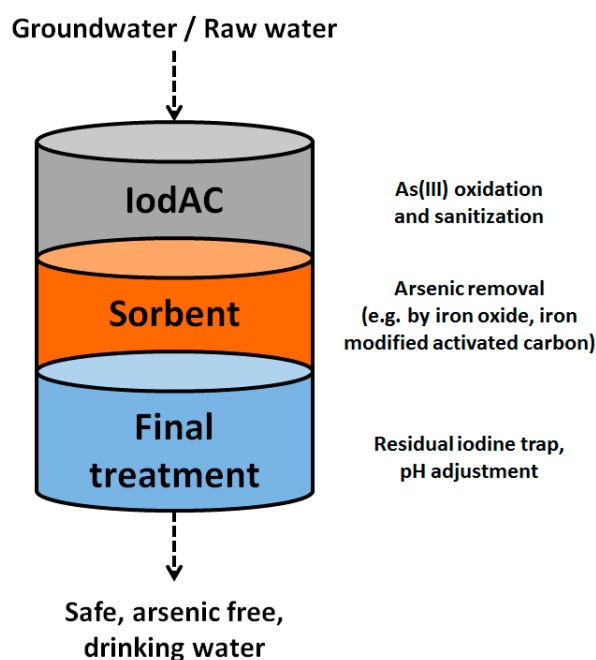 Groundwater / Raw water
IodAC
As(III) oxidation
and sanitization
Sorbent
Arsenic removal
(e.g. by iron oxide, iron
modified activated carbon)
Final
treatment
Residual iodine trap,
pH adjustment
Safe, arsenic free,
drinking water